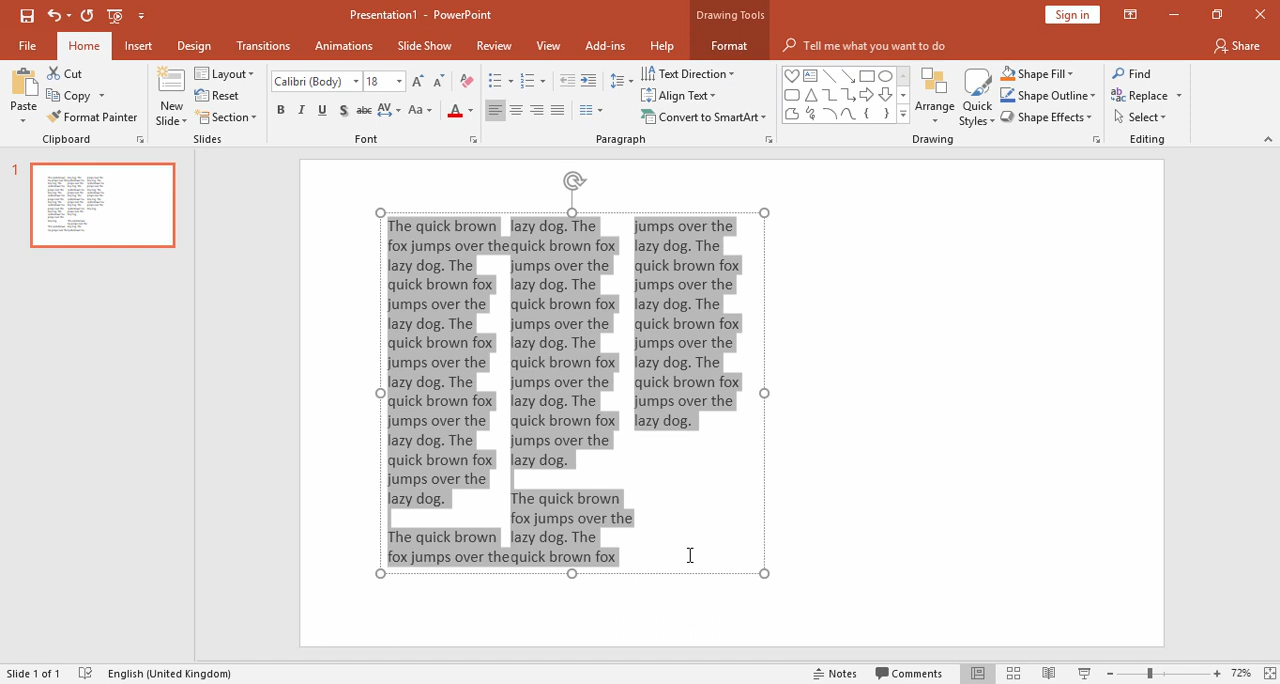 Presentation1 - PowerPoint
Drawing Tools
Sign in
File
Home
Insert
Design
Transitions
Animations
Slide Show
Review
View
Add-ins
Help
Format
Tell me what you want to do
Share
Paste
Cut
Copy
Format Painter
Clipboard
New
Slide
Layout
Reset
Section
Slides
Calibri (Body)
18
A
A
B
I
U
S
abc
AV
Aa
A
Font
Text Direction
Align Text
Convert to SmartArt
Paragraph
Arrange
Quick
Styles
Shape Fill
Shape Outline
Shape Effects
Drawing
Find
Replace
Select
Editing
1
The quick brown
fox jumps over the
lazy dog. The
quick brown fox
jumps over the
lazy dog. The
quick brown fox
jumps over the
lazy dog. The
quick brown fox
jumps over the
lazy dog. The
quick brown fox
jumps over the
lazy dog.
The quick brown
fox jumps over the
lazy dog. The
quick brown fox
jumps over the
lazy dog. The
quick brown fox
jumps over the
lazy dog. The
quick brown fox
jumps over the
lazy dog. The
quick brown fox
jumps over the
lazy dog.
The quick brown
fox jumps over the
lazy dog. The
quick brown fox
jumps over the
lazy dog. The
quick brown fox
jumps over the
lazy dog. The
quick brown fox
jumps over the
lazy dog. The
quick brown fox
jumps over the
lazy dog.
Slide 1 of 1
English (United Kingdom)
Notes
Comments
72%